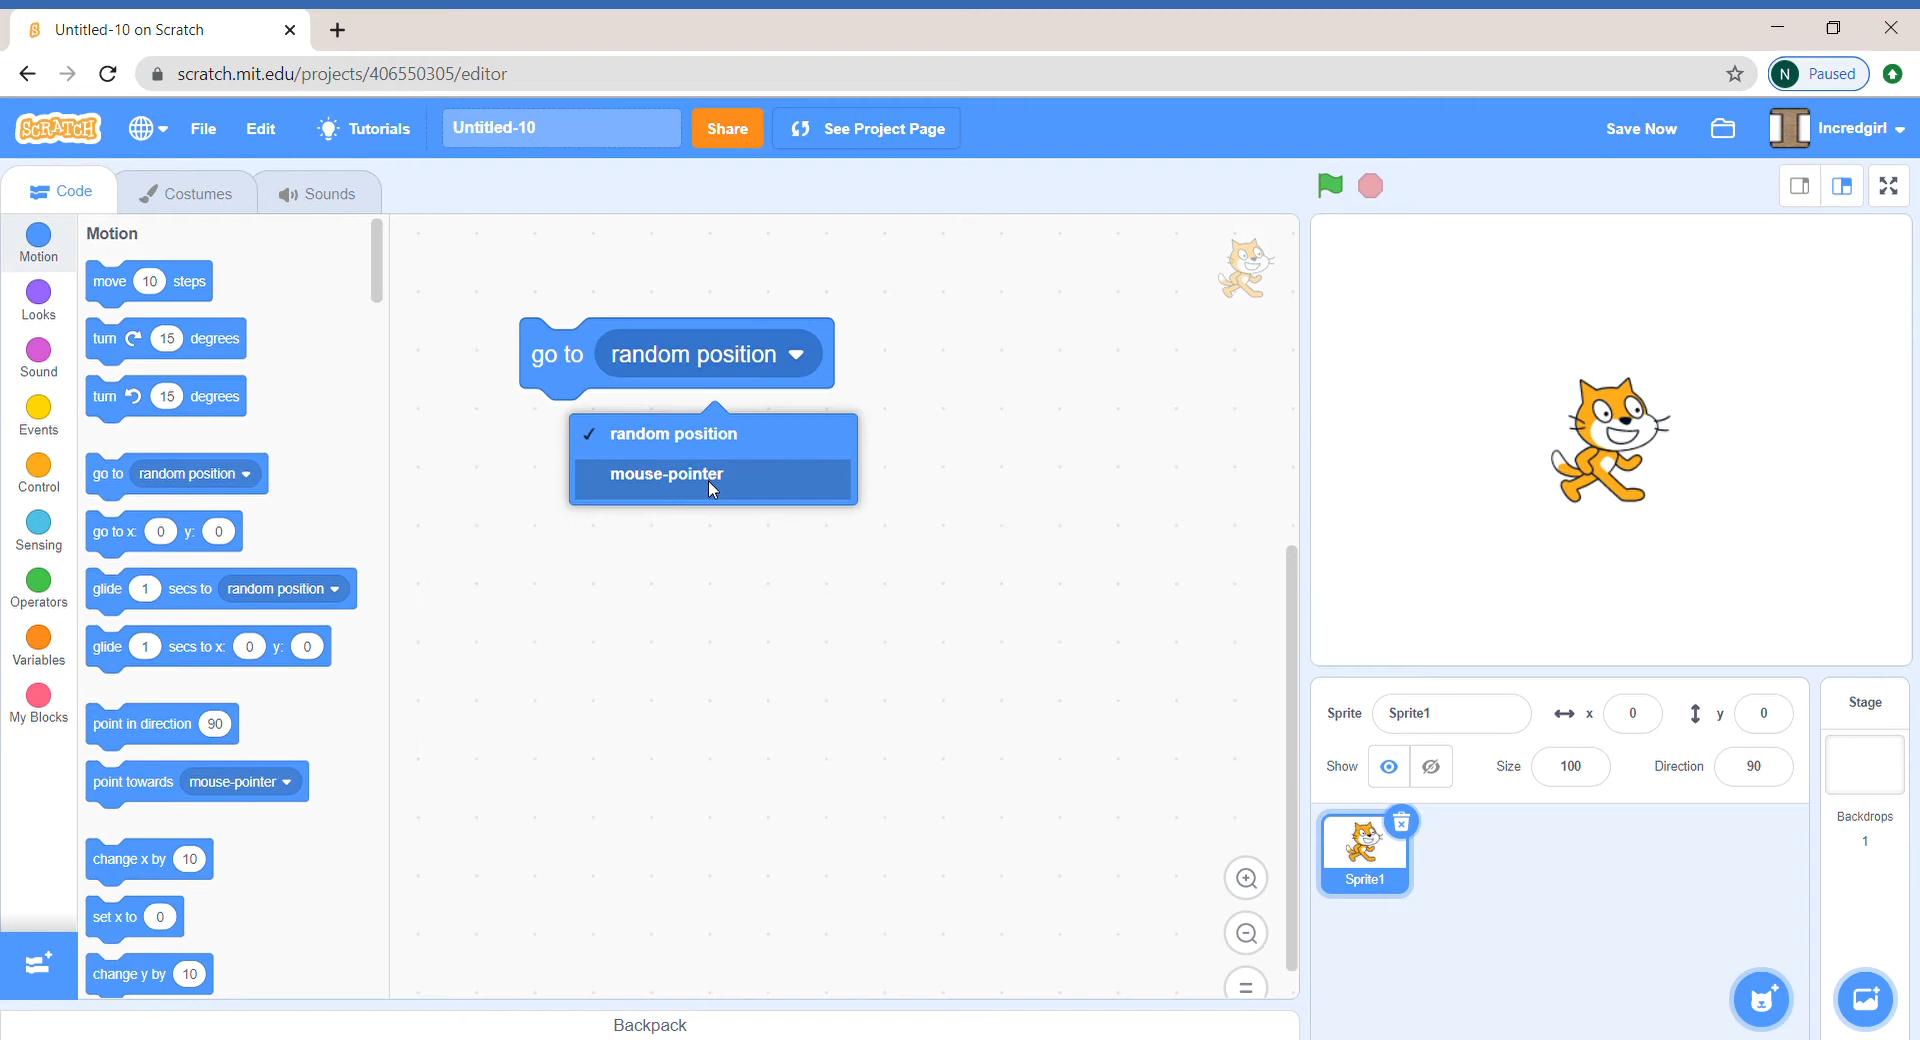 Untitled-10 on Scratch
scratch.mit.edu/projects/406550305/editor
N Paused
SCRATCH File Edit Tutorials Untitled-10 Share See Project Page Save Now Incredgirl
Code Costumes Sounds
Motion
Looks
Sound
Events
Control
Sensing
Operators
Variables
My Blocks
Motion
move 10 steps
turn 15 degrees
turn 15 degrees
go to random position
go to x: 0 y: 0
glide 1 secs to random position
glide 1 secs to x: 0 y: 0
point in direction 90
point towards mouse-pointer
change x by 10
set x to 0
change y by 10
go to random position
✓ random position
mouse-pointer
Backpack
Sprite Sprite1 x 0 y 0
Show Size 100 Direction 90
Sprite1
Stage
Backdrops
1